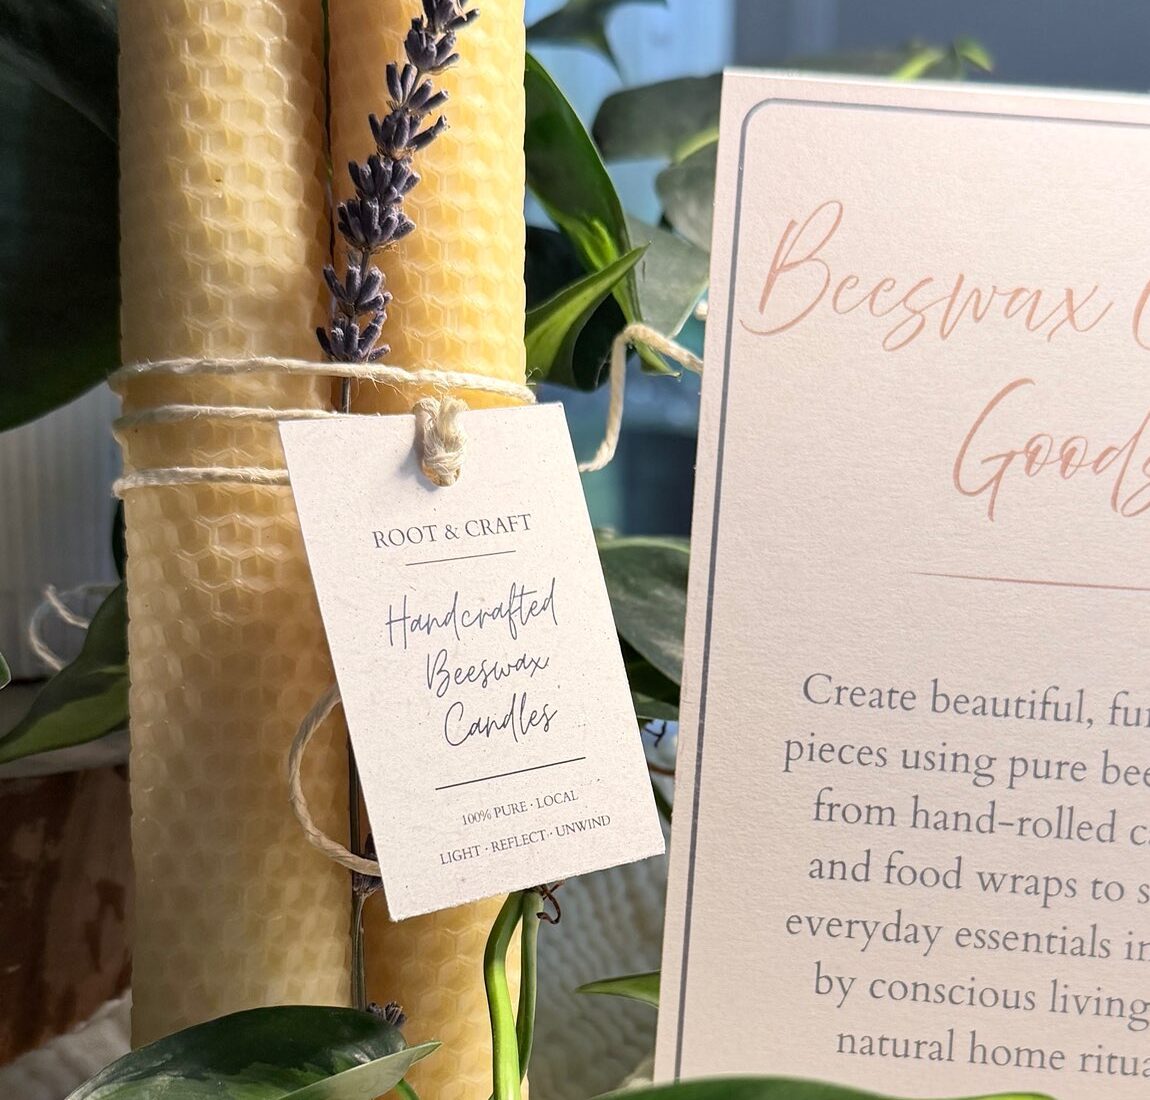 ROOT & CRAFT
Handcrafted
Beeswax
Candles
100% PURE · LOCAL
LIGHT · REFLECT · UNWIND
Beeswax
Goods
Create beautiful,
pieces using pure
from hand-rolled
and food wraps to
everyday essentials
by conscious living
natural home